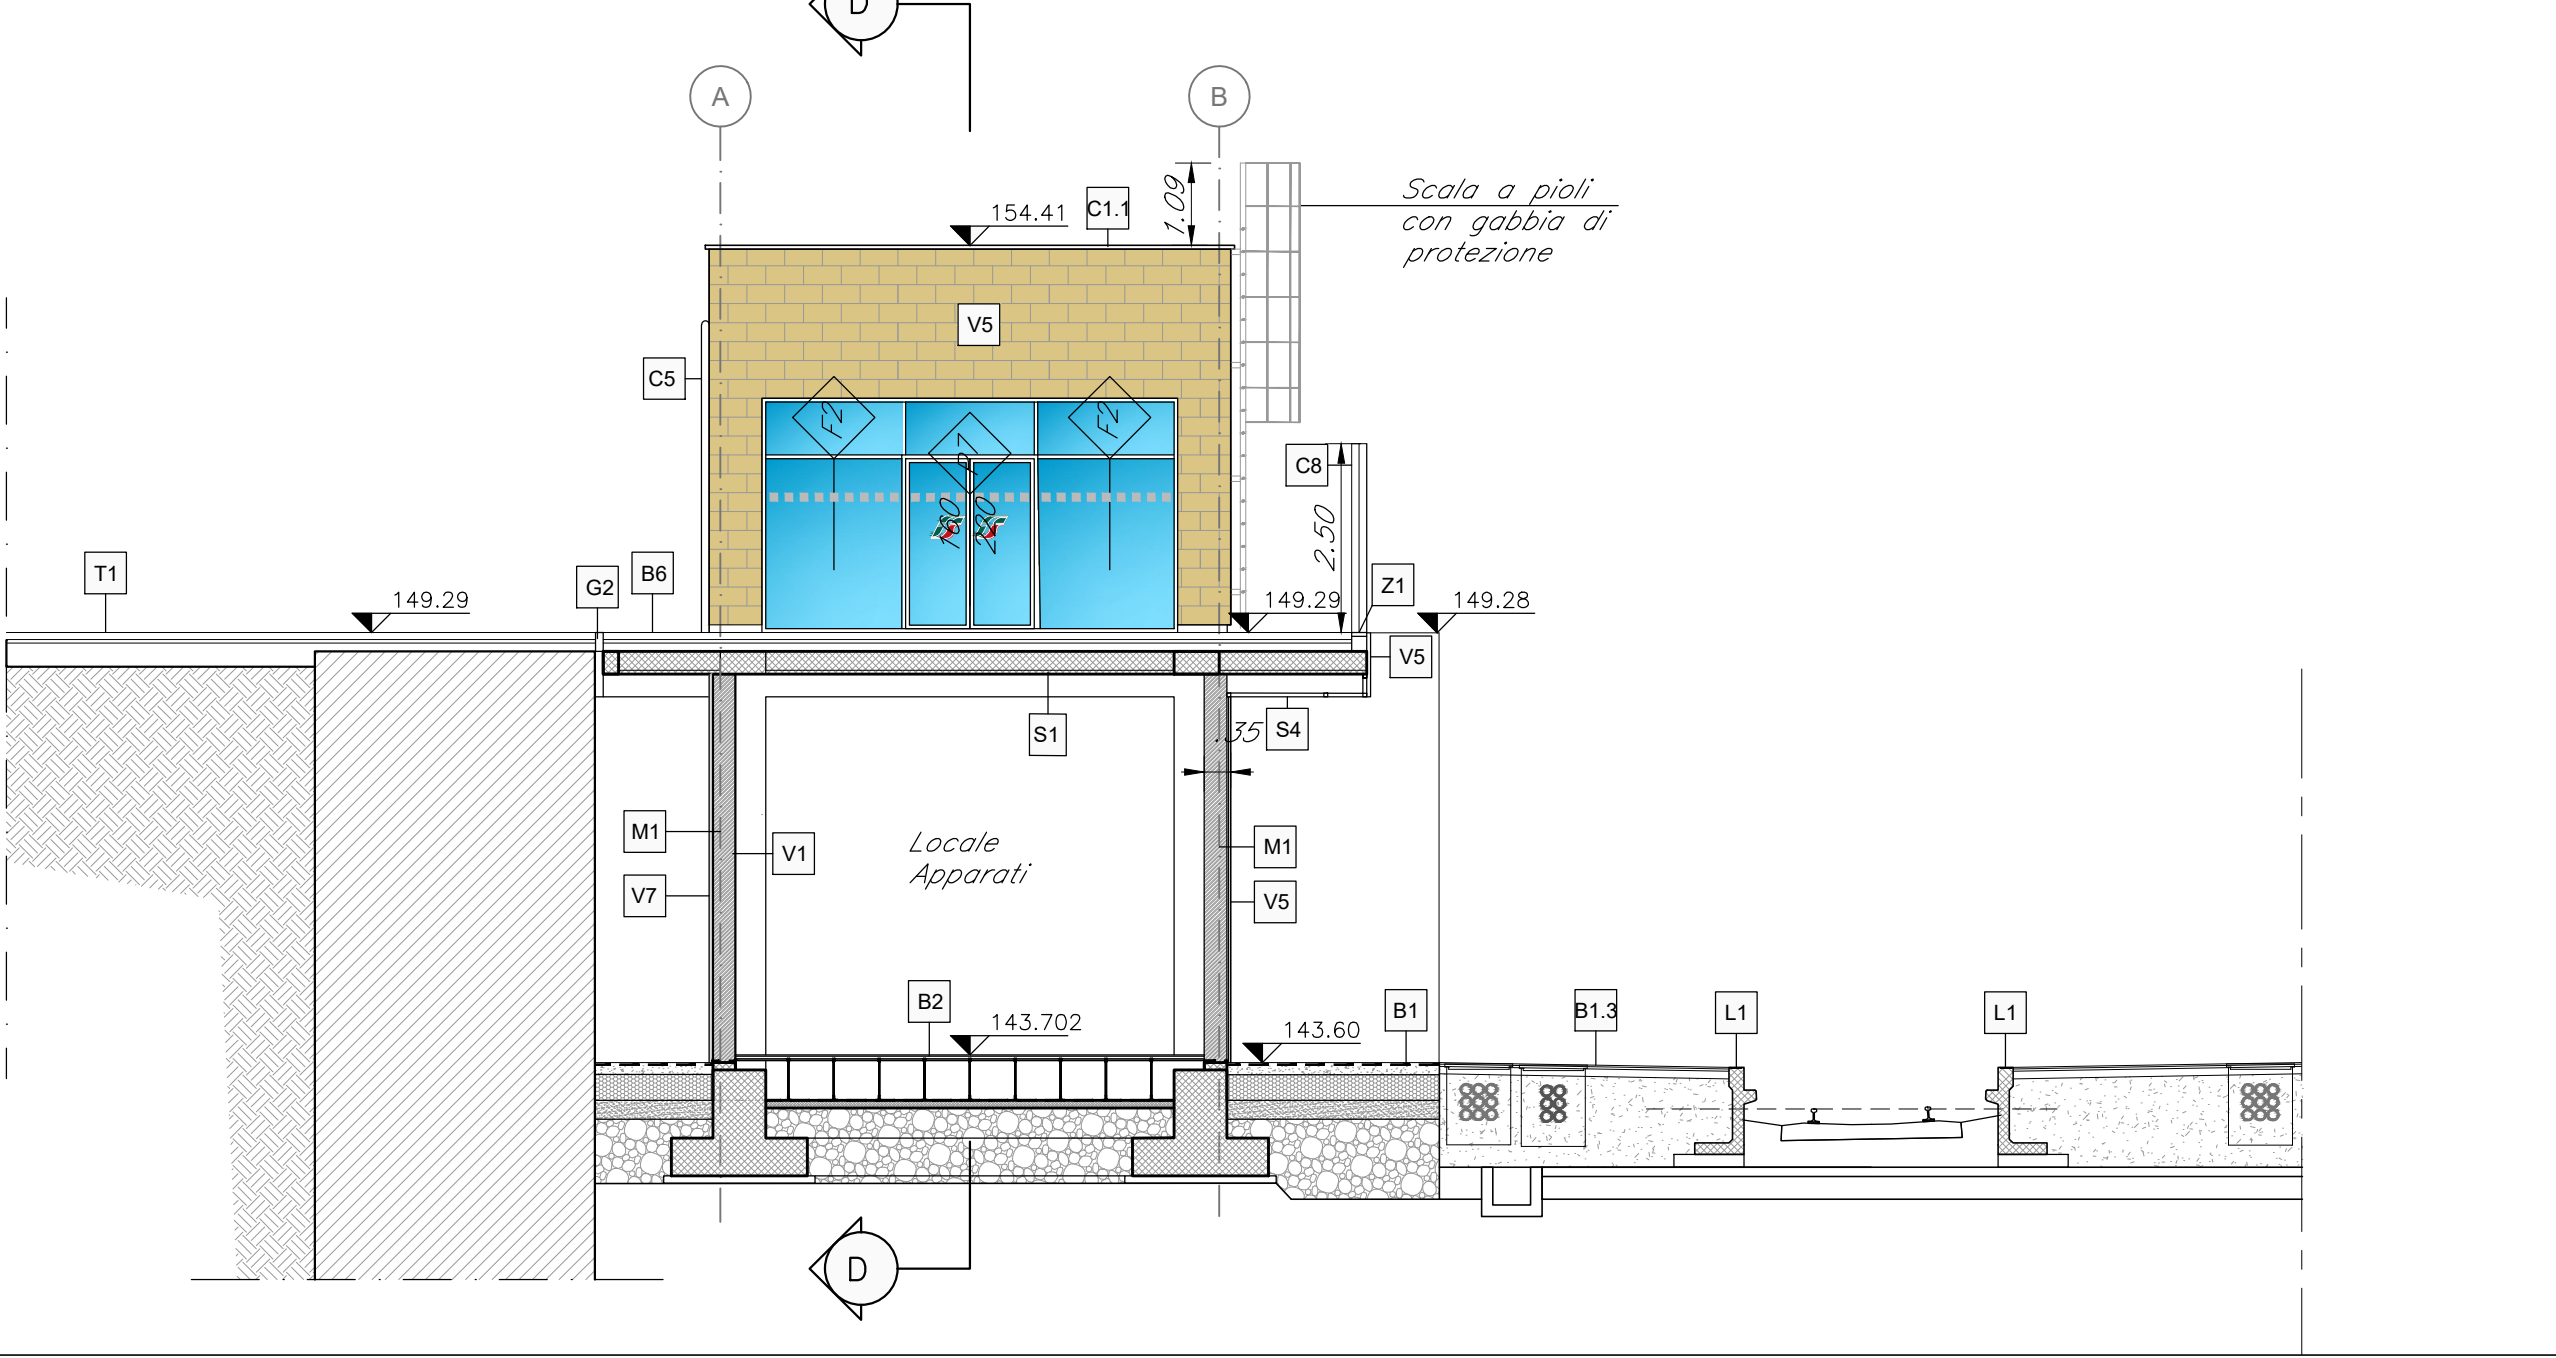 D
A
B
Scala a pioli
con gabbia di
protezione
1.09
154.41
C1.1
V5
C5
F2
F2
P7
160
C8
2.50
T1
G2
B6
149.29
149.29
Z1
149.28
V5
S1
.35
S4
M1
V1
Locale
Apparati
M1
V7
V5
B2
143.702
143.60
B1
B1.3
L1
L1
D